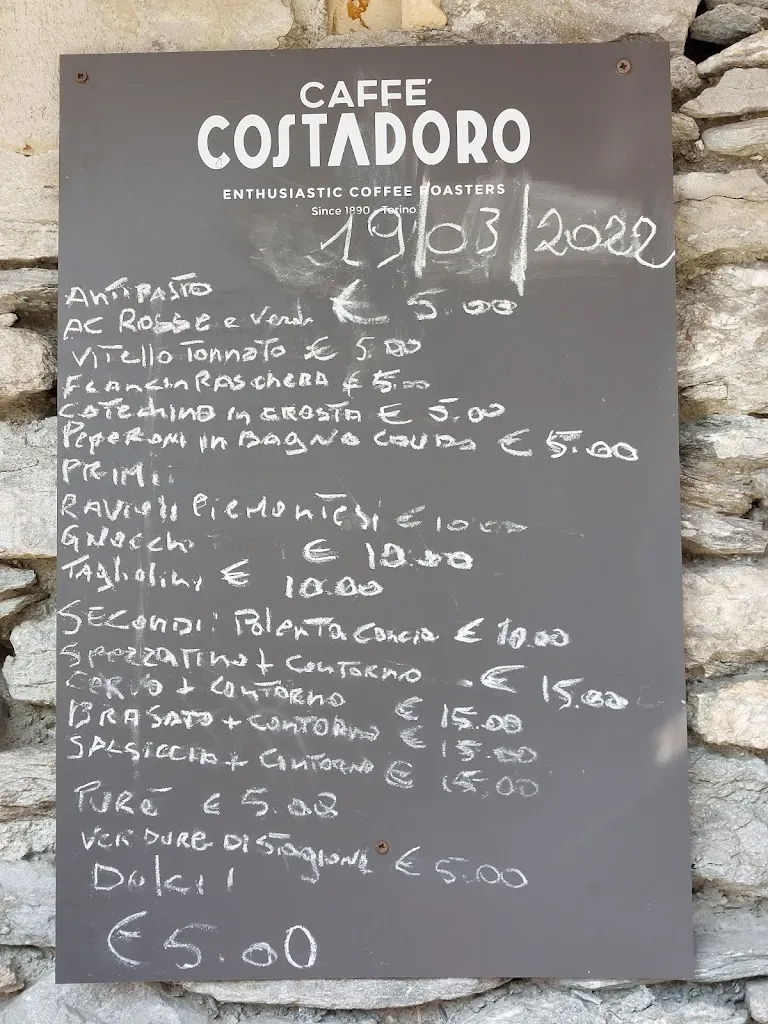 CAFFE'
COSTADORO
ENTHUSIASTIC COFFEE ROASTERS
Since 1890 - Torino
19/03/2022
ANTIPASTO
AC ROSSE e Verdi € 5.00
VITELLO TONNATO € 5.00
RASCHERA € 5.00
COTECHINO in CROSTA € 5.00
PEPERONI in BAGNA CAUDA € 5.00
PRIMI:
RAVIOLI PIEMONTESI € 10.00
GNOCCHI € 10.00
TAGLIOLINI € 10.00
SECONDI: POLENTA CONCIA € 10.00
SPEZZATINO + CONTORNO € 15.00
CERVO + CONTORNO € 15.00
BRASATO + CONTORNO € 15.00
SALSICCIA + CONTORNO € 15,00
PURÉ € 5.00
VERDURE DI STAGIONE € 5.00
DOLCI
€ 5.00